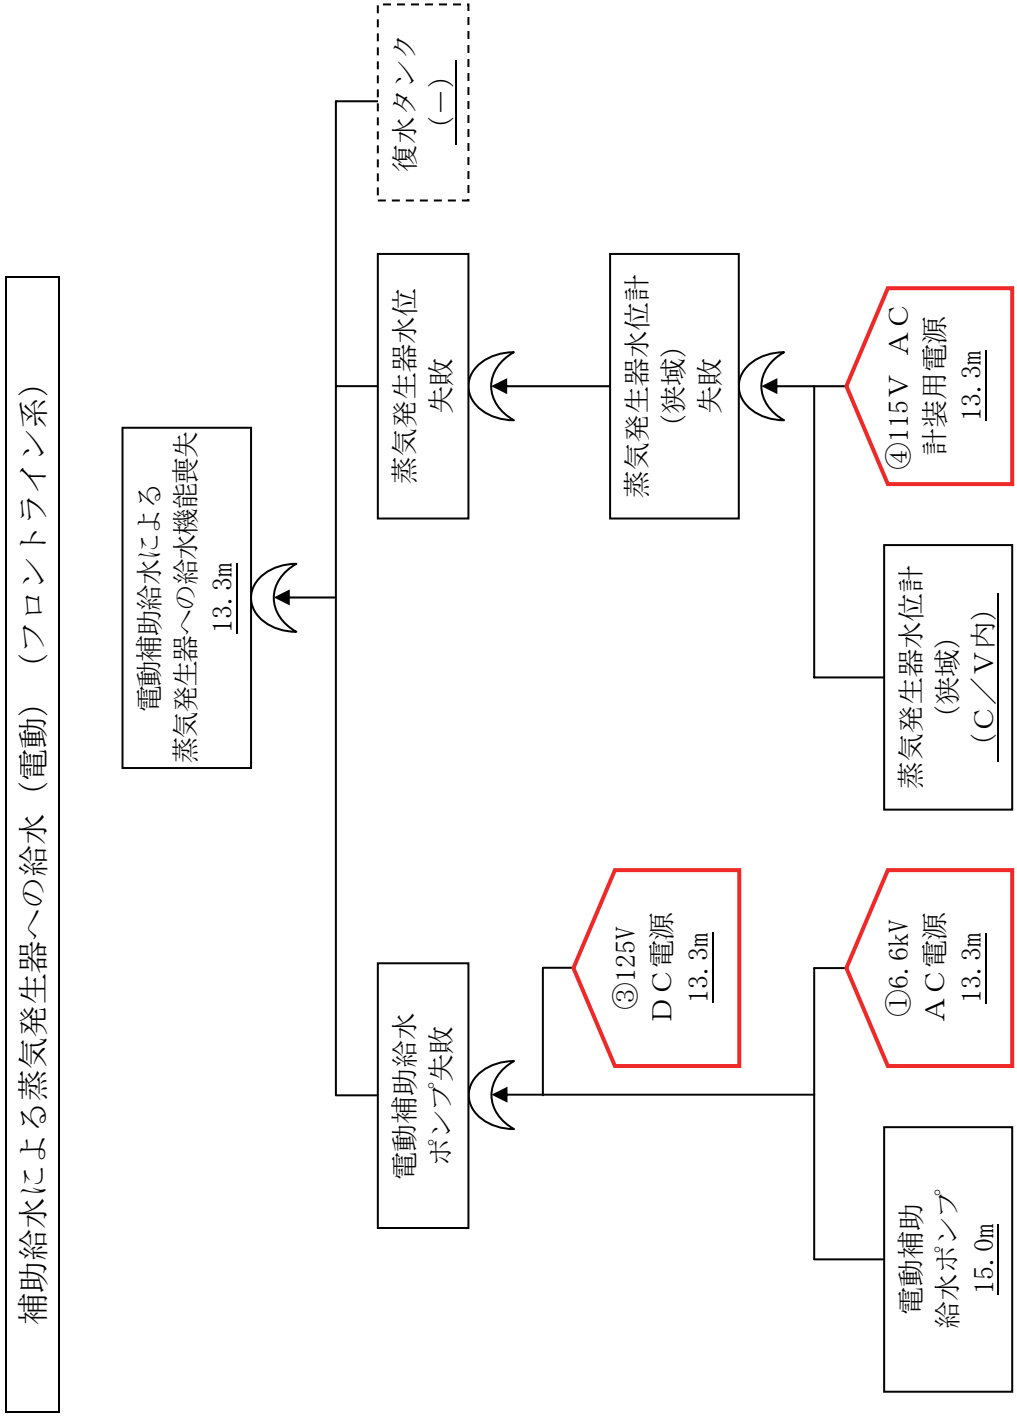 補助給水による蒸気発生器への給水（電動）（フロントライン系）
電動補助給水による
蒸気発生器への給水機能喪失
13.3m
電動補助給水
ポンプ失敗
蒸気発生器水位
失敗
復水タンク
(－)
③125V
ＤＣ電源
13.3m
蒸気発生器水位計
(狭域)
失敗
電動補助
給水ポンプ
15.0m
①6.6kV
ＡＣ電源
13.3m
蒸気発生器水位計
(狭域)
(Ｃ／Ｖ内)
④115V ＡＣ
計装用電源
13.3m